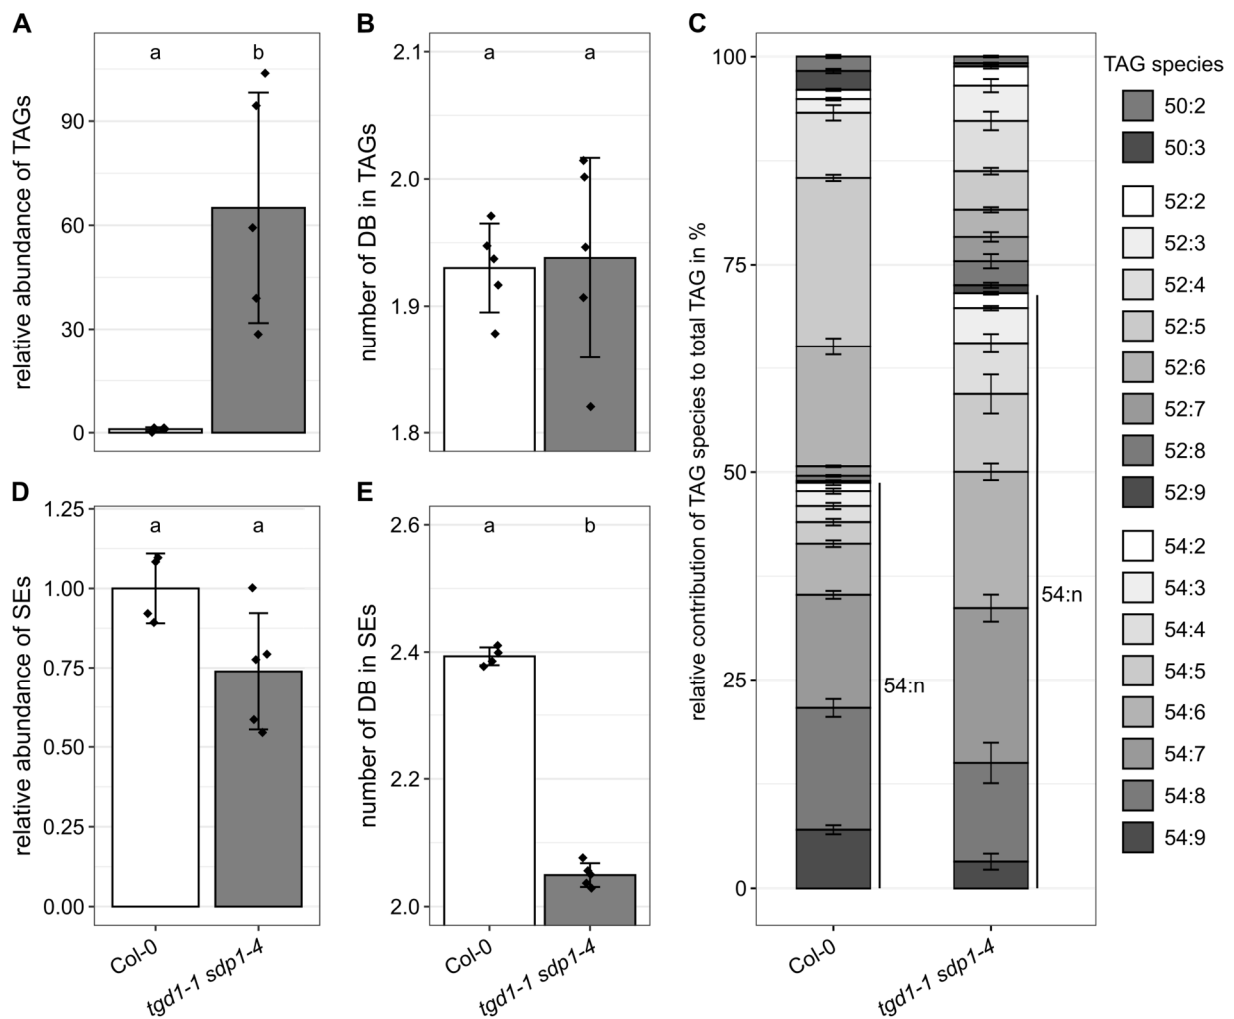 A
a
b
relative abundance of TAGs
90
60
30
0
B
a
a
number of DB in TAGs
2.1
2.0
1.9
1.8
C
relative contribution of TAG species to total TAG in %
100
75
50
25
0
54:n
54:n
Col-0
tgd1-1 sdp1-4
TAG species
50:2
50:3
52:2
52:3
52:4
52:5
52:6
52:7
52:8
52:9
54:2
54:3
54:4
54:5
54:6
54:7
54:8
54:9
D
a
a
relative abundance of SEs
1.25
1.00
0.75
0.50
0.25
0.00
Col-0
tgd1-1 sdp1-4
E
a
b
number of DB in SEs
2.6
2.4
2.2
2.0
Col-0
tgd1-1 sdp1-4